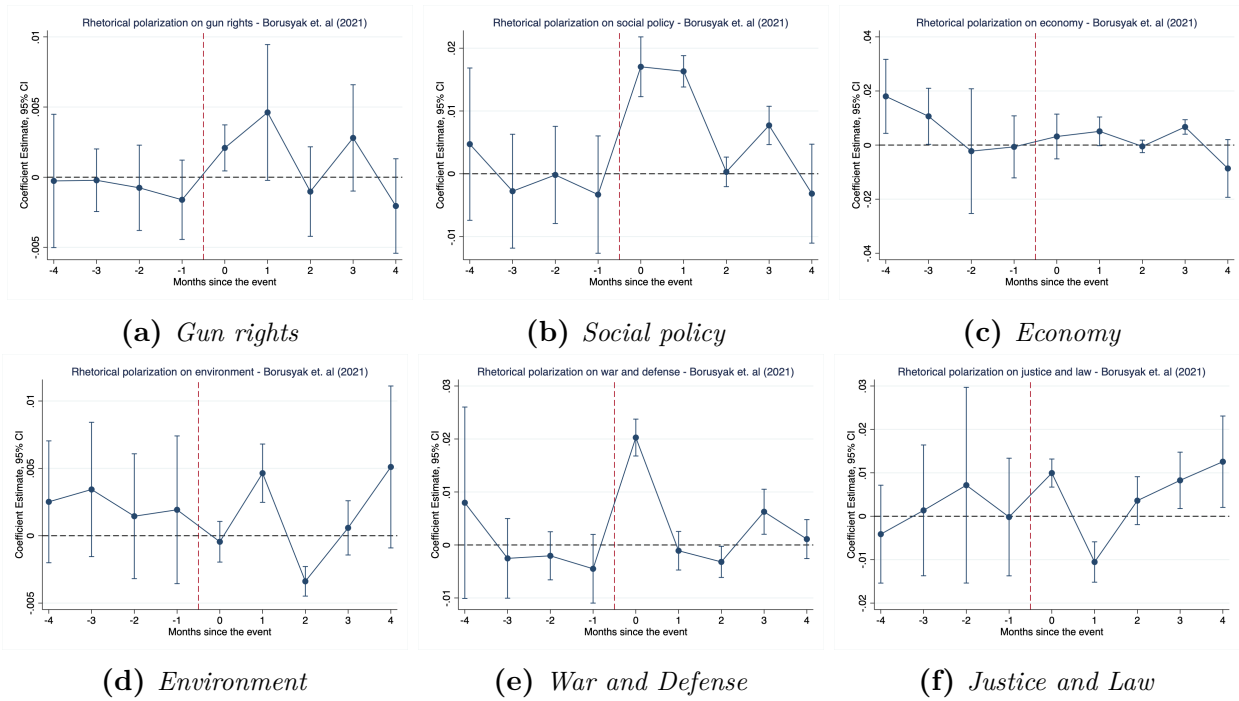 Rhetorical polarization on gun rights - Borusyak et. al (2021)
Coefficient Estimate, 95% CI
.01
.005
0
-.005
-4 -3 -2 -1 0 1 2 3 4
Months since the event
(a) Gun rights
Rhetorical polarization on social policy - Borusyak et. al (2021)
Coefficient Estimate, 95% CI
.02
.01
0
-.01
-4 -3 -2 -1 0 1 2 3 4
Months since the event
(b) Social policy
Rhetorical polarization on economy - Borusyak et. al (2021)
Coefficient Estimate, 95% CI
.04
.02
0
-.02
-.04
-4 -3 -2 -1 0 1 2 3 4
Months since the event
(c) Economy
Rhetorical polarization on environment - Borusyak et. al (2021)
Coefficient Estimate, 95% CI
.01
.005
0
-.005
-4 -3 -2 -1 0 1 2 3 4
Months since the event
(d) Environment
Rhetorical polarization on war and defense - Borusyak et. al (2021)
Coefficient Estimate, 95% CI
.03
.02
.01
0
-.01
-4 -3 -2 -1 0 1 2 3 4
Months since the event
(e) War and Defense
Rhetorical polarization on justice and law - Borusyak et. al (2021)
Coefficient Estimate, 95% CI
.03
.02
.01
0
-.01
-.02
-4 -3 -2 -1 0 1 2 3 4
Months since the event
(f) Justice and Law